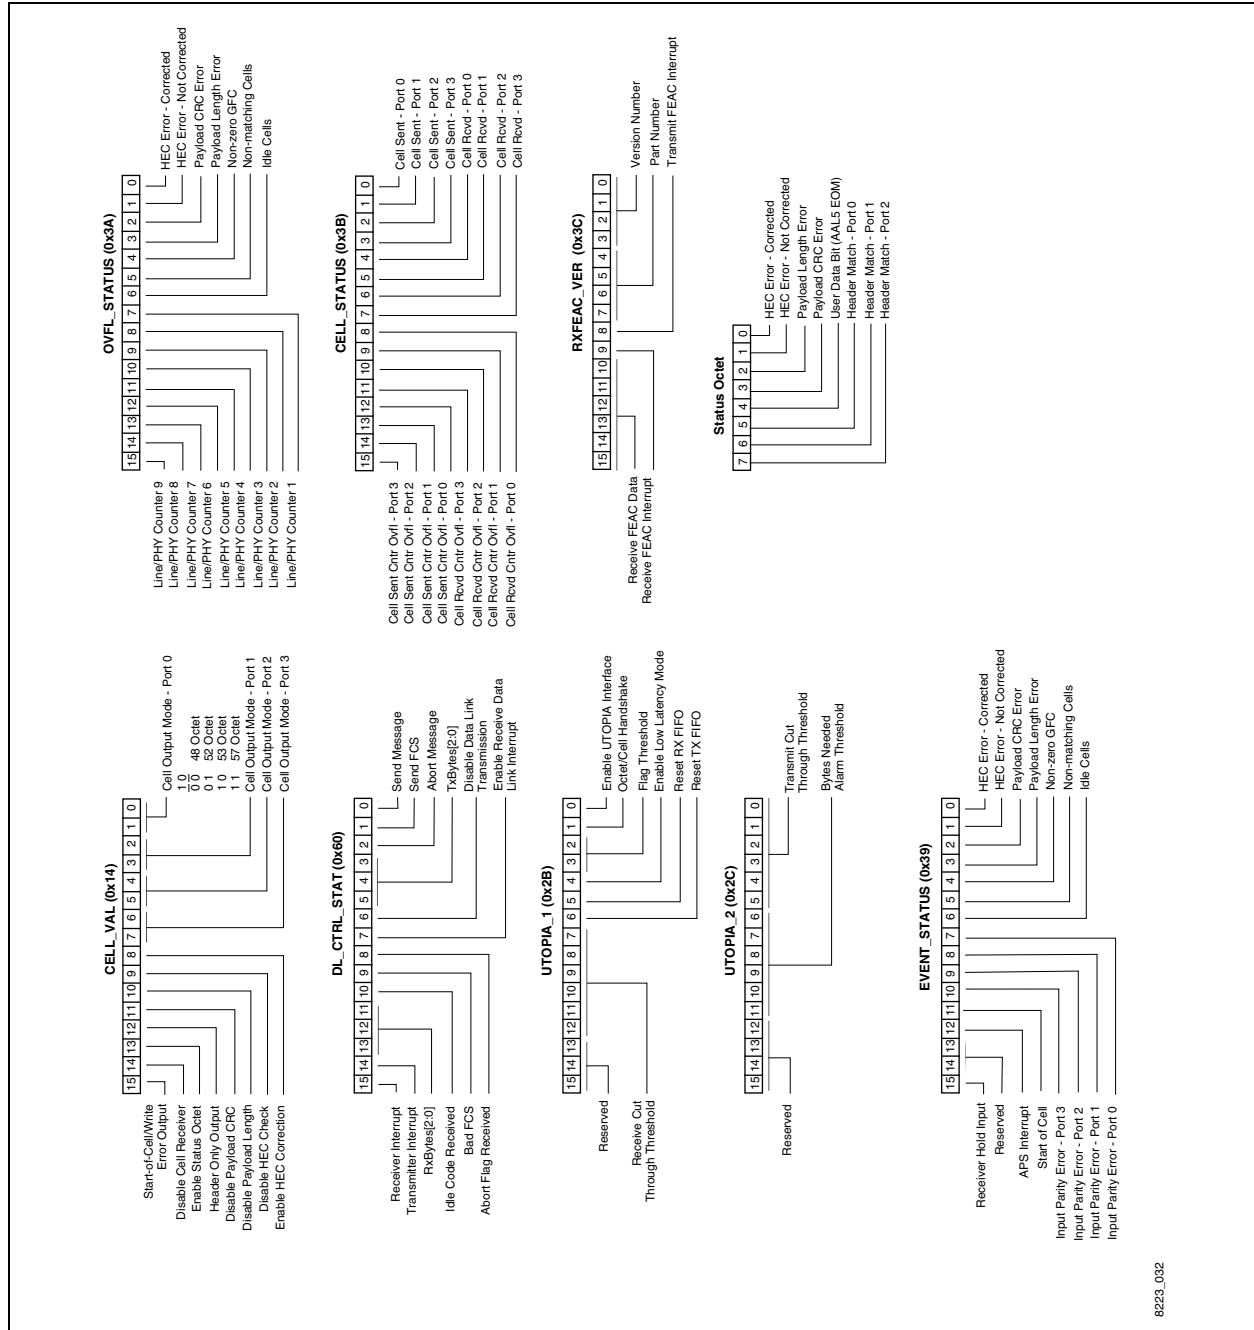 CELL_VAL (0x14)
15 14 13 12 11 10 9 8 7 6 5 4 3 2 1 0
Start-of-Cell/Write
Error Output
Disable Cell Receiver
Enable Status Octet
Header Only Output
Disable Payload CRC
Disable Payload Length
Disable HEC Check
Enable HEC Correction
Cell Output Mode - Port 0
1 0
0 0 48 Octet
0 1 52 Octet
1 0 53 Octet
1 1 57 Octet
Cell Output Mode - Port 1
Cell Output Mode - Port 2
Cell Output Mode - Port 3
DL_CTRL_STAT (0x60)
15 14 13 12 11 10 9 8 7 6 5 4 3 2 1 0
Receiver Interrupt
Transmitter Interrupt
RxBytes[2:0]
Idle Code Received
Bad FCS
Abort Flag Received
Send Message
Send FCS
Abort Message
TxBytes[2:0]
Disable Data Link
Transmission
Enable Receive Data
Link Interrupt
UTOPIA_1 (0x2B)
15 14 13 12 11 10 9 8 7 6 5 4 3 2 1 0
Reserved
Receive Cut
Through Threshold
Enable UTOPIA Interface
Octet/Cell Handshake
Flag Threshold
Enable Low Latency Mode
Reset RX FIFO
Reset TX FIFO
UTOPIA_2 (0x2C)
15 14 13 12 11 10 9 8 7 6 5 4 3 2 1 0
Reserved
Transmit Cut
Through Threshold
Bytes Needed
Alarm Threshold
EVENT_STATUS (0x39)
15 14 13 12 11 10 9 8 7 6 5 4 3 2 1 0
Receiver Hold Input
Reserved
APS Interrupt
Start of Cell
Input Parity Error - Port 3
Input Parity Error - Port 2
Input Parity Error - Port 1
Input Parity Error - Port 0
HEC Error - Corrected
HEC Error - Not Corrected
Payload CRC Error
Payload Length Error
Non-zero GFC
Non-matching Cells
Idle Cells
OVFL_STATUS (0x3A)
15 14 13 12 11 10 9 8 7 6 5 4 3 2 1 0
Line/PHY Counter 9
Line/PHY Counter 8
Line/PHY Counter 7
Line/PHY Counter 6
Line/PHY Counter 5
Line/PHY Counter 4
Line/PHY Counter 3
Line/PHY Counter 2
Line/PHY Counter 1
HEC Error - Corrected
HEC Error - Not Corrected
Payload CRC Error
Payload Length Error
Non-zero GFC
Non-matching Cells
Idle Cells
CELL_STATUS (0x3B)
15 14 13 12 11 10 9 8 7 6 5 4 3 2 1 0
Cell Sent Cntr Ovfl - Port 3
Cell Sent Cntr Ovfl - Port 2
Cell Sent Cntr Ovfl - Port 1
Cell Sent Cntr Ovfl - Port 0
Cell Rcvd Cntr Ovfl - Port 3
Cell Rcvd Cntr Ovfl - Port 2
Cell Rcvd Cntr Ovfl - Port 1
Cell Rcvd Cntr Ovfl - Port 0
Cell Sent - Port 0
Cell Sent - Port 1
Cell Sent - Port 2
Cell Sent - Port 3
Cell Rcvd - Port 0
Cell Rcvd - Port 1
Cell Rcvd - Port 2
Cell Rcvd - Port 3
RXFEAC_VER (0x3C)
15 14 13 12 11 10 9 8 7 6 5 4 3 2 1 0
Receive FEAC Data
Receive FEAC Interrupt
Version Number
Part Number
Transmit FEAC Interrupt
Status Octet
7 6 5 4 3 2 1 0
HEC Error - Corrected
HEC Error - Not Corrected
Payload Length Error
Payload CRC Error
User Data Bit (AAL5 EOM)
Header Match - Port 0
Header Match - Port 1
Header Match - Port 2
8223_032